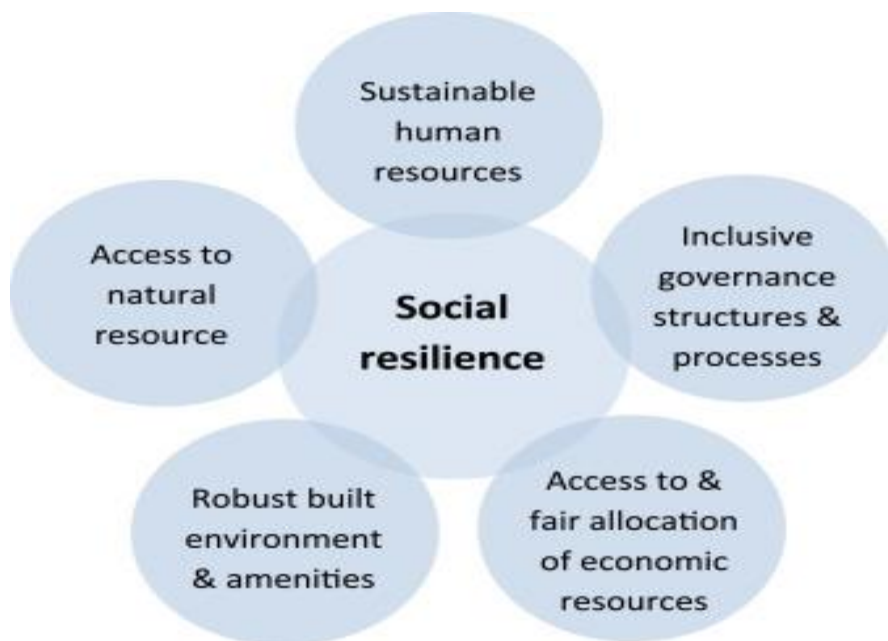 Sustainable
human
resources
Inclusive
governance
structures &
processes
Access to
natural
resource
Social
resilience
Access to &
fair allocation
of economic
resources
Robust built
environment
& amenities